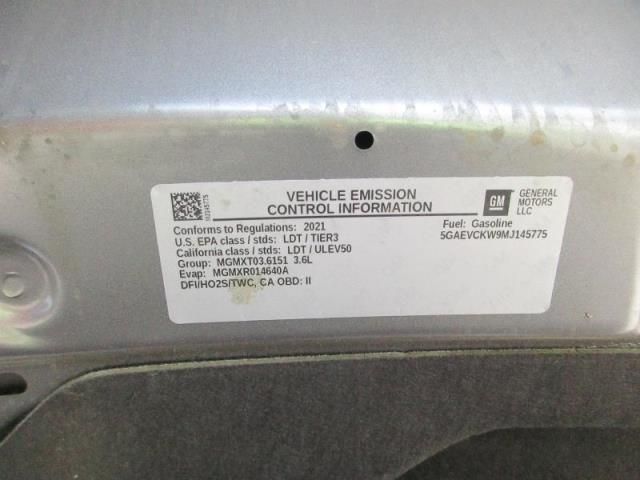 VEHICLE EMISSION
CONTROL INFORMATION
GM
GENERAL
MOTORS
LLC
Conforms to Regulations: 2021
Fuel: Gasoline
U.S. EPA class / stds: LDT / TIER3
5GAEVCKW9MJ145775
California class / stds: LDT / ULEV50
Group: MGMXT03.6151 3.6L
Evap: MGMXR014640A
DFI/HO2S/TWC, CA OBD: II